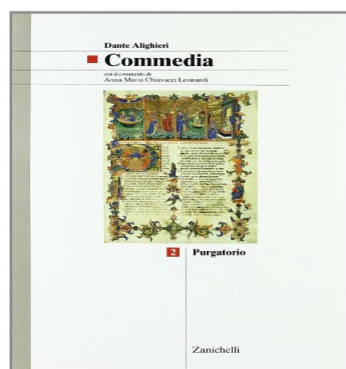 Dante Alighieri
Commedia
con il commento di
Anna Maria Chiavacci Leonardi
2 Purgatorio
Zanichelli